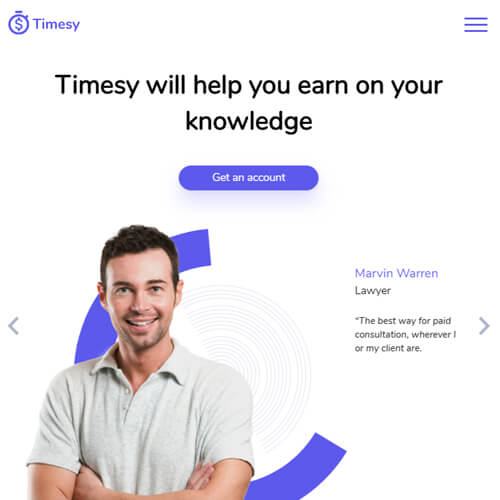 Timesy
Timesy will help you earn on your
knowledge
Get an account
Marvin Warren
Lawyer
“The best way for paid
consultation, wherever I
or my client are.